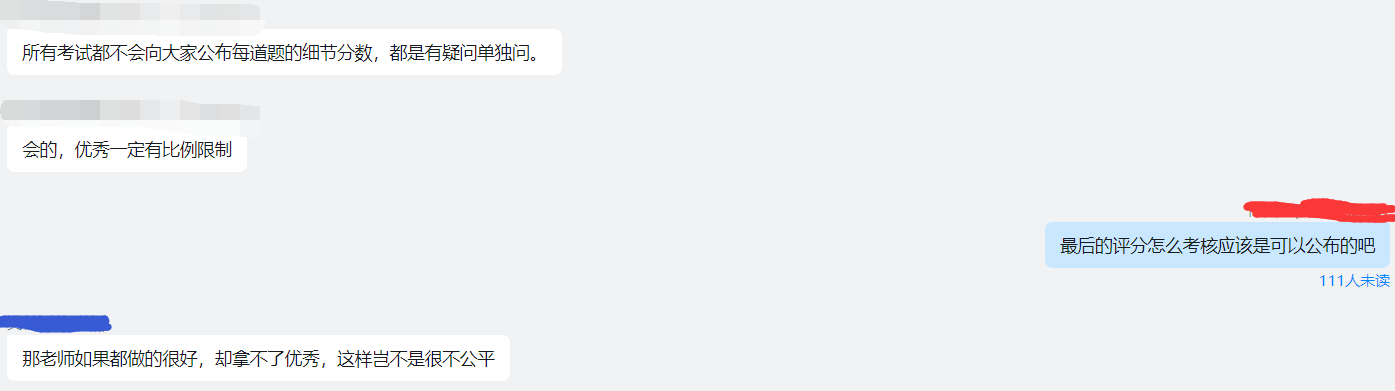 所有考试都不会向大家公布每道题的细节分数，都是有疑问单独问。
会的，优秀一定有比例限制
最后的评分怎么考核应该是可以公布的吧
111人未读
那老师如果都做的很好，却拿不了优秀，这样岂不是很不公平